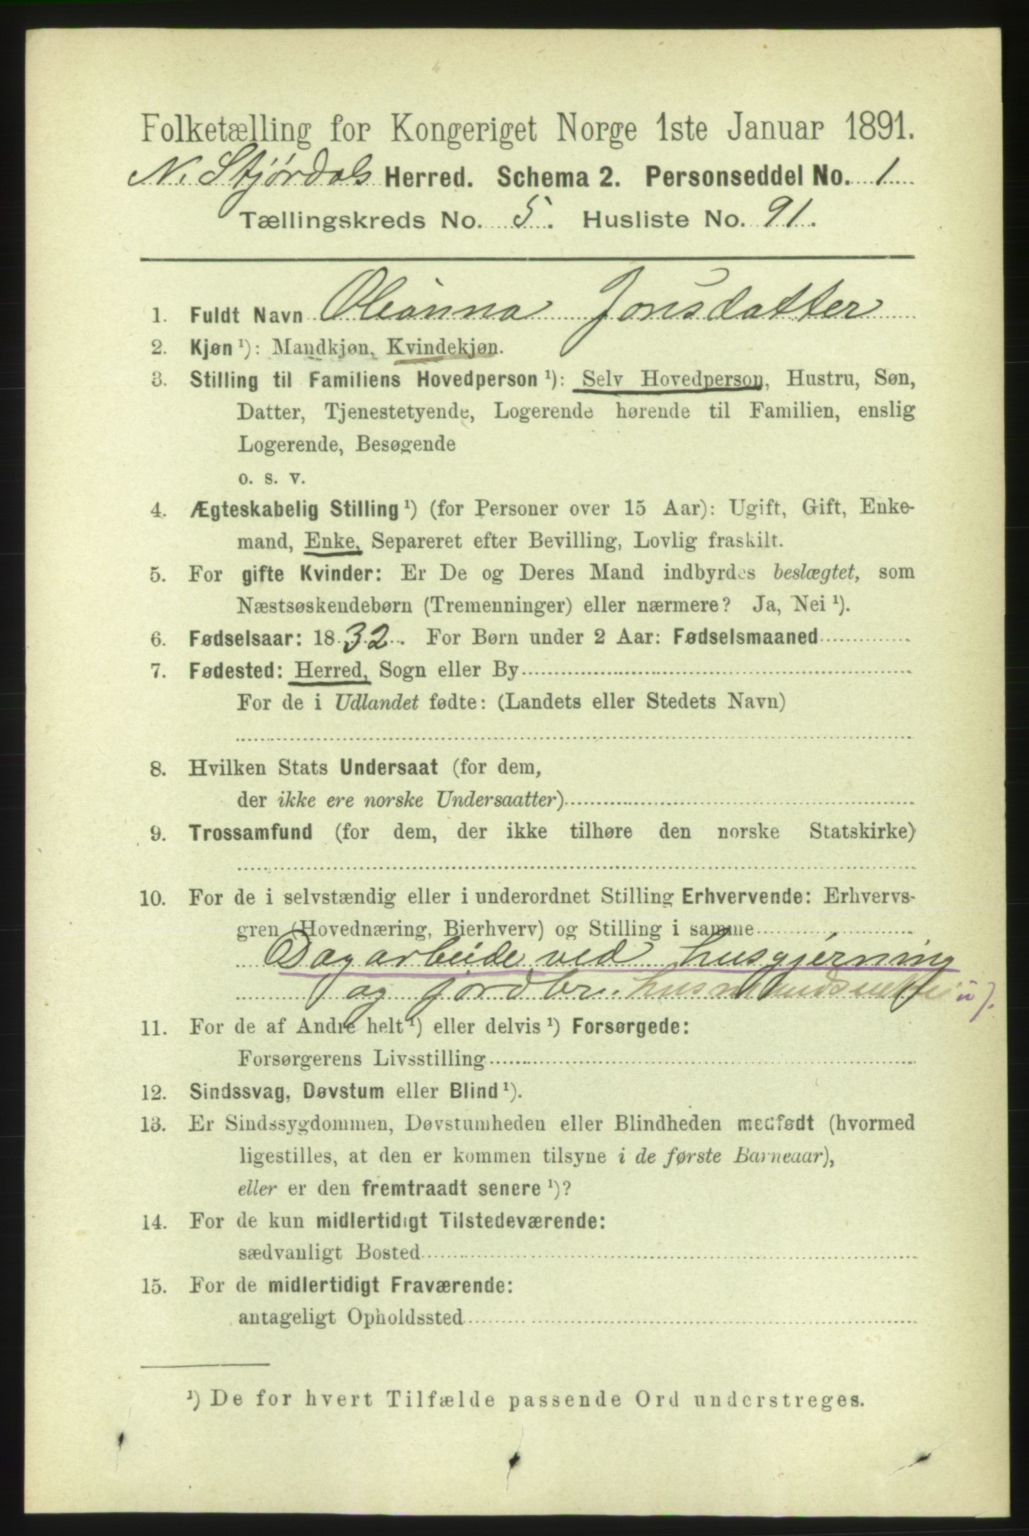 Folketælling for Kongeriget Norge 1ste Januar 1891.
N. Stjørdals Herred. Schema 2. Personseddel No. 1
Tællingskreds No. 5. Husliste No. 91.
1. Fuldt Navn Oleanna Jonsdatter
2. Kjøn ¹): Mandkjøn, Kvindekjøn.
3. Stilling til Familiens Hovedperson ¹): Selv Hovedperson, Hustru, Søn,
Datter, Tjenestetyende, Logerende hørende til Familien, enslig
Logerende, Besøgende
o. s. v.
4. Ægteskabelig Stilling ¹) (for Personer over 15 Aar): Ugift, Gift, Enke-
mand, Enke, Separeret efter Bevilling, Lovlig fraskilt.
5. For gifte Kvinder: Er De og Deres Mand indbyrdes beslægtet, som
Næstsøskendebørn (Tremenninger) eller nærmere? Ja, Nei ¹).
6. Fødselsaar: 1832. For Børn under 2 Aar: Fødselsmaaned
7. Fødested: Herred, Sogn eller By
For de i Udlandet fødte: (Landets eller Stedets Navn)
8. Hvilken Stats Undersaat (for dem,
der ikke ere norske Undersaatter)
9. Trossamfund (for dem, der ikke tilhøre den norske Statskirke)
10. For de i selvstændig eller i underordnet Stilling Erhvervende: Erhvervs-
gren (Hovednæring, Bierhverv) og Stilling i samme
Dagarbeide ved husgjerning
og jordbr.
11. For de af Andre helt ¹) eller delvis ¹) Forsørgede:
Forsørgerens Livsstilling
12. Sindssvag, Døvstum eller Blind ¹).
13. Er Sindssygdommen, Døvstumheden eller Blindheden medfødt (hvormed
ligestilles, at den er kommen tilsyne i de første Barneaar),
eller er den fremtraadt senere ¹)?
14. For de kun midlertidigt Tilstedeværende:
sædvanligt Bosted
15. For de midlertidigt Fraværende:
antageligt Opholdssted
¹) De for hvert Tilfælde passende Ord understreges.